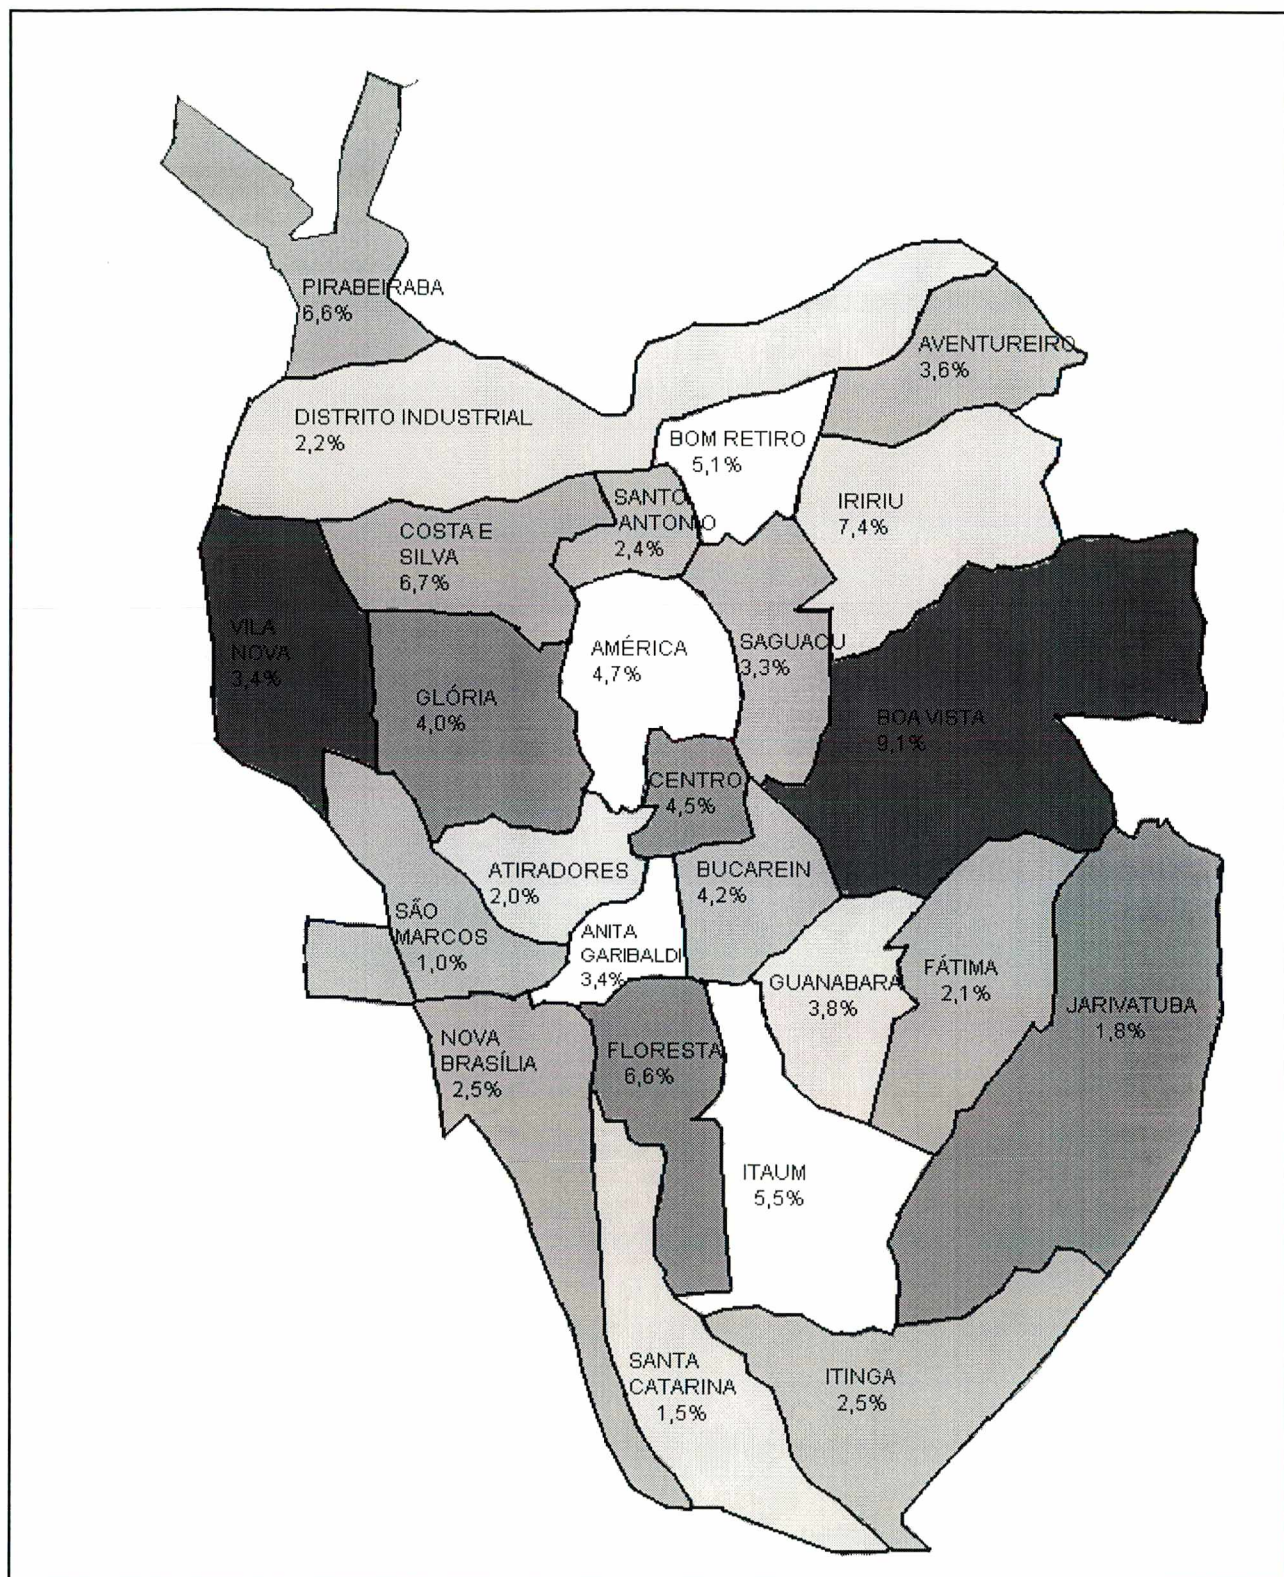 PIRABEIRABA
6,6%
AVENTUREIRO
3,6%
DISTRITO INDUSTRIAL
2,2%
BOM RETIRO
5,1%
SANTO
ANTONIO
2,4%
IRIRIU
7,4%
COSTA E
SILVA
6,7%
VILA
NOVA
3,4%
AMÉRICA
4,7%
SAGUACU
3,3%
GLÓRIA
4,0%
BOA VISTA
9,1%
CENTRO
4,5%
ATIRADORES
2,0%
BUCAREIN
4,2%
SÃO
MARCOS
1,0%
ANITA
GARIBALDI
3,4%
GUANABARA
3,8%
FÁTIMA
2,1%
JARIVATUBA
1,8%
NOVA
BRASÍLIA
2,5%
FLORESTA
6,6%
ITAUM
5,5%
SANTA
CATARINA
1,5%
ITINGA
2,5%